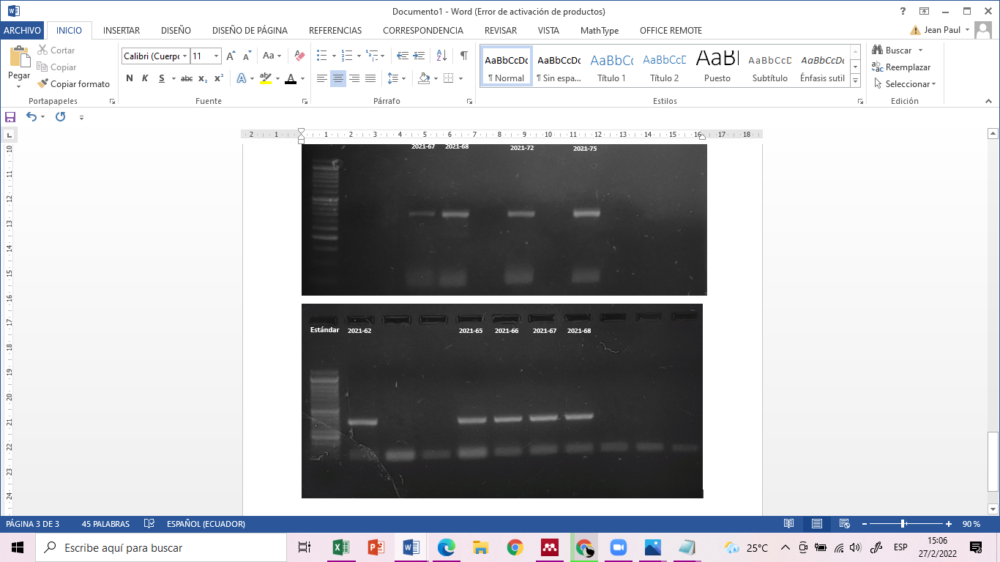 Documento1 - Word (Error de activación de productos)
?
ARCHIVO INICIO INSERTAR DISEÑO DISEÑO DE PÁGINA REFERENCIAS CORRESPONDENCIA REVISAR VISTA MathType OFFICE REMOTE Jean Paul
Pegar
Cortar
Copiar
Copiar formato
Portapapeles
Calibri (Cuerpo 11
N K S abc x₂ x²
Fuente
Párrafo
AaBbCcDc AaBbCcDc AaBbCc AaBbCcD AaBl AaBbCcD AaBbCcDc
¶ Normal ¶ Sin espa... Título 1 Título 2 Puesto Subtítulo Énfasis sutil
Estilos
Buscar
Reemplazar
Seleccionar
Edición
2 1 1 2 3 4 5 6 7 8 9 10 11 12 13 14 15 16 17 18
10
11
12
13
14
15
16
17
18
19
20
21
22
23
24
2021-67 2021-68 2021-72 2021-75
Estándar 2021-62 2021-65 2021-66 2021-67 2021-68
PÁGINA 3 DE 3 45 PALABRAS ESPAÑOL (ECUADOR) 90 %
Escribe aquí para buscar
25°C
ESP
15:06
27/2/2022